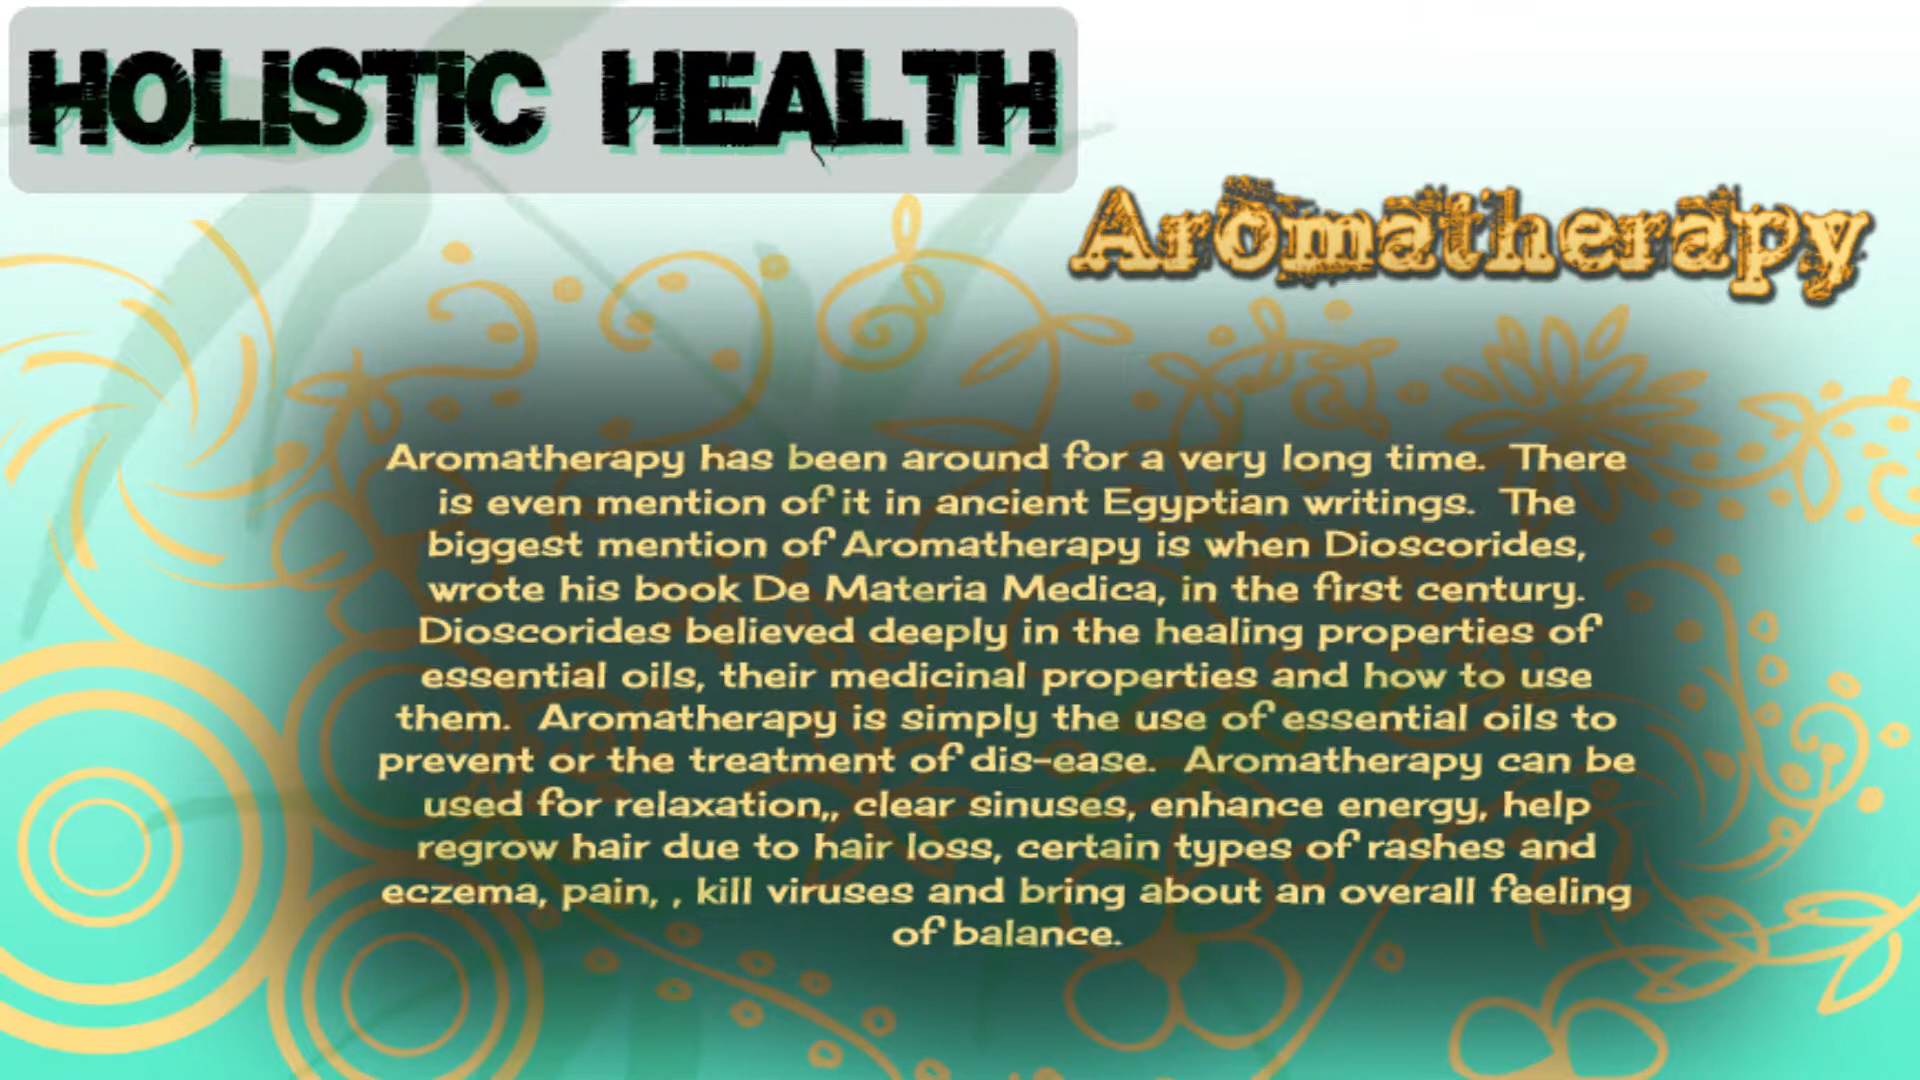 HOLISTIC HEALTH
Aromatherapy
Aromatherapy has been around for a very long time. There
is even mention of it in ancient Egyptian writings. The
biggest mention of Aromatherapy is when Dioscorides,
wrote his book De Materia Medica, in the first century.
Dioscorides believed deeply in the healing properties of
essential oils, their medicinal properties and how to use
them. Aromatherapy is simply the use of essential oils to
prevent or the treatment of dis-ease. Aromatherapy can be
used for relaxation,, clear sinuses, enhance energy, help
regrow hair due to hair loss, certain types of rashes and
eczema, pain, , kill viruses and bring about an overall feeling
of balance.